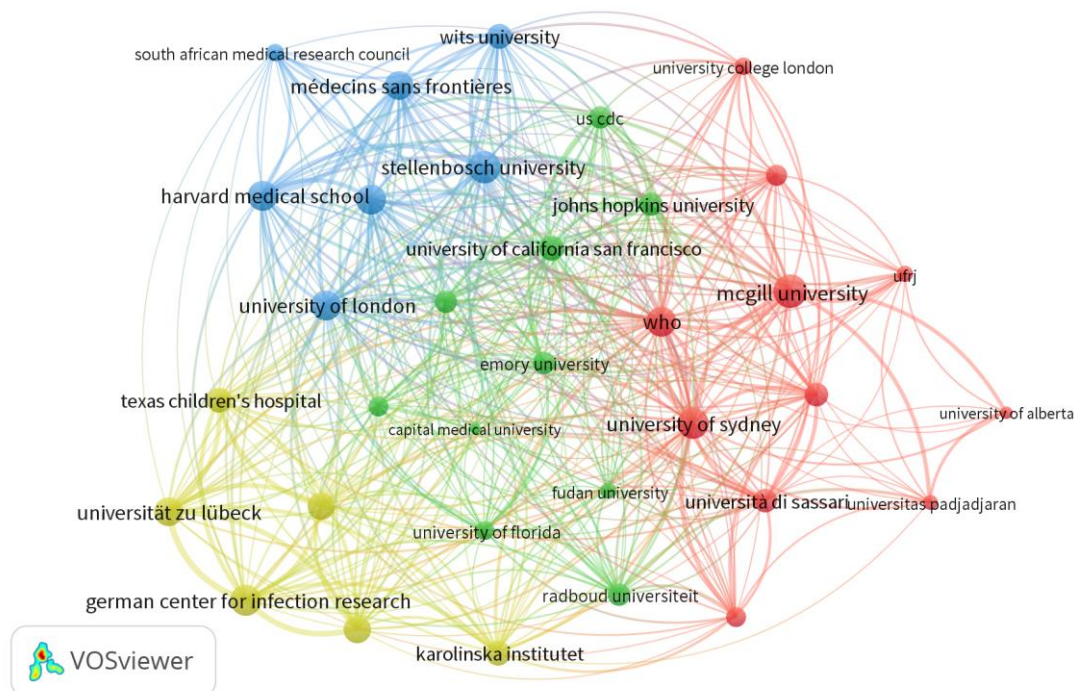 wits university
south african medical research council
university college london
médecins sans frontières
us cdc
stellenbosch university
harvard medical school
johns hopkins university
university of california san francisco
ufrj
mcgill university
university of london
who
emory university
texas children's hospital
university of alberta
university of sydney
capital medical university
fudan university
università di sassari
universitas padjadjaran
universität zu lübeck
university of florida
radboud universiteit
german center for infection research
karolinska institutet
VOSviewer